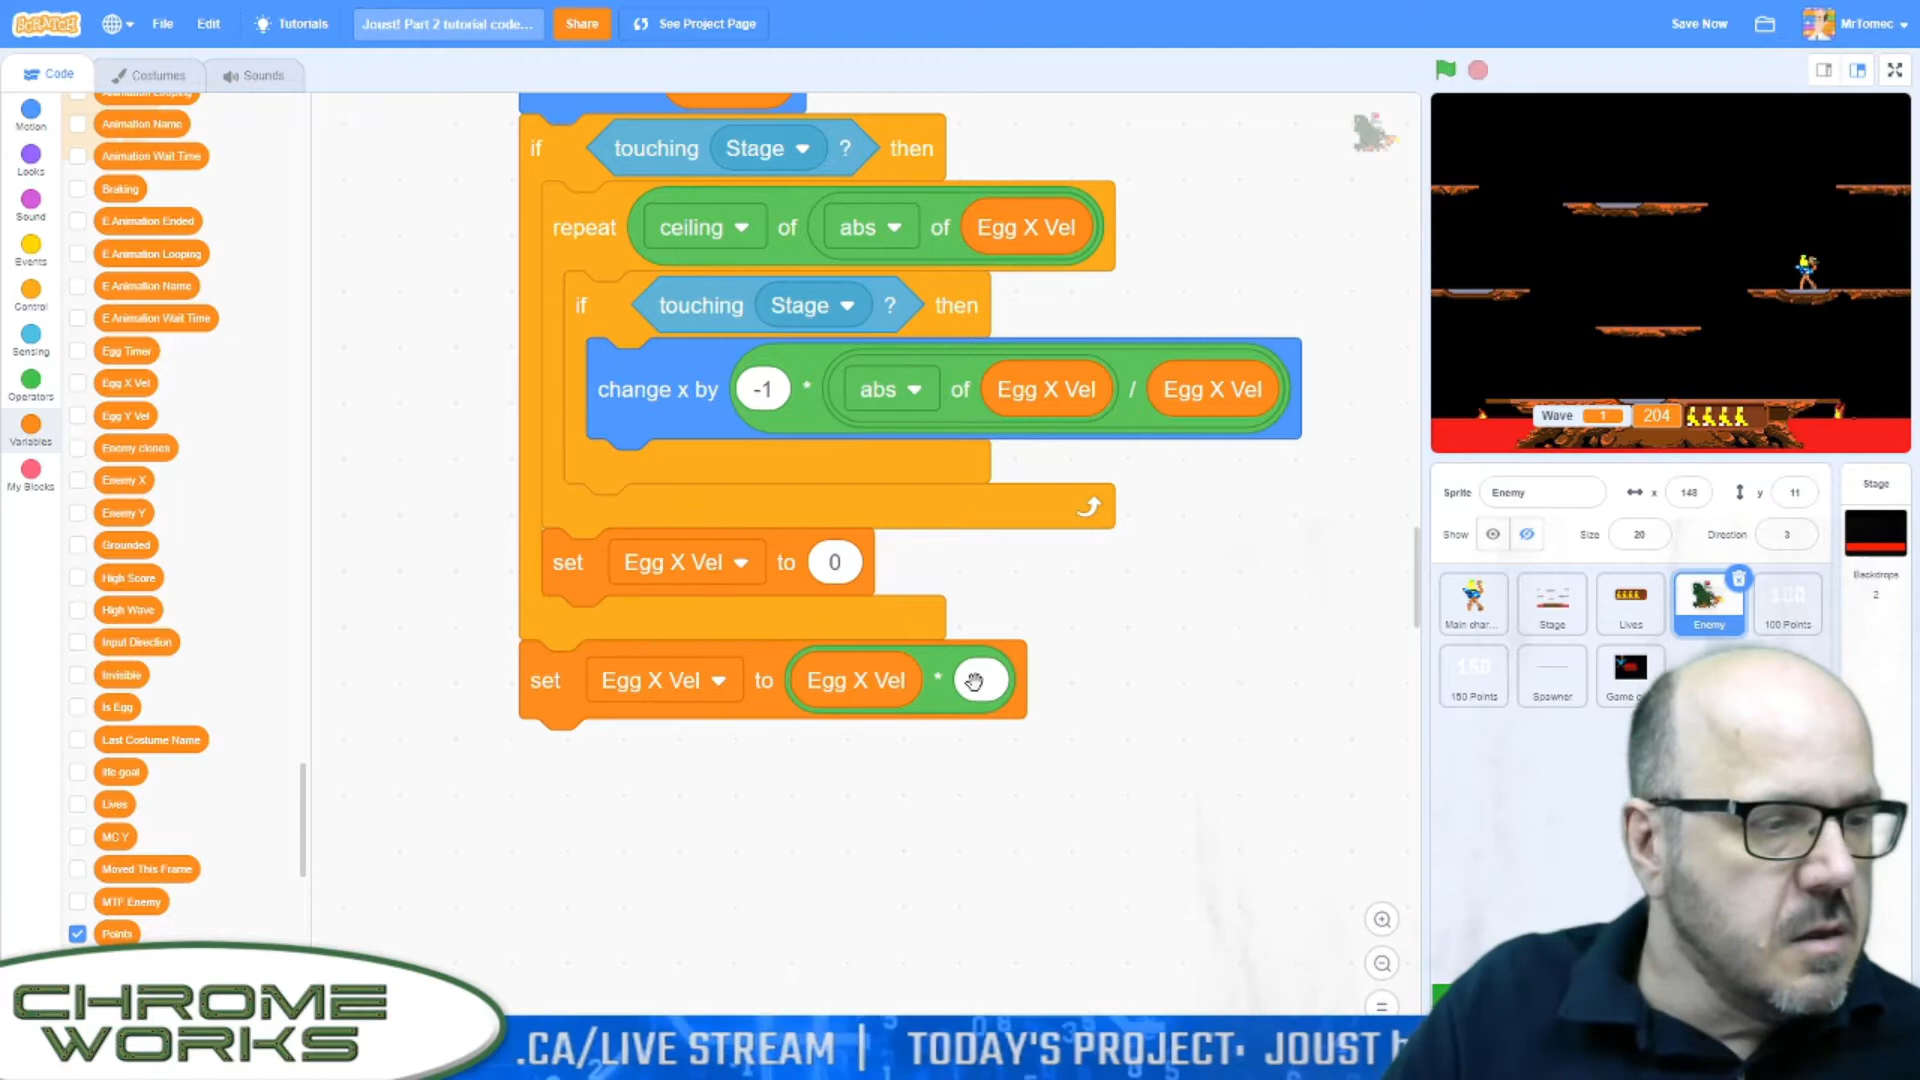 SCRATCH
File
Edit
Tutorials
Joust! Part 2 tutorial code...
Share
See Project Page
Save Now
MrTomec
Code
Costumes
Sounds
Motion
Looks
Sound
Events
Control
Sensing
Operators
Variables
My Blocks
Animation Looping
Animation Name
Animation Wait Time
Braking
E Animation Ended
E Animation Looping
E Animation Name
E Animation Wait Time
Egg Timer
Egg X Vel
Egg Y Vel
Enemy clones
Enemy X
Enemy Y
Grounded
High Score
High Wave
Input Direction
Invisible
Is Egg
Last Costume Name
life goal
Lives
MC Y
Moved This Frame
MTF Enemy
Points
if touching Stage ? then
repeat ceiling of abs of Egg X Vel
if touching Stage ? then
change x by -1 * abs of Egg X Vel / Egg X Vel
set Egg X Vel to 0
set Egg X Vel to Egg X Vel *
Wave 1 204
Sprite Enemy x 148 y 11
Show Size 20 Direction 3
Stage
Backdrops
2
Main char...
Stage
Lives
Enemy
100 Points
150 Points
Spawner
CHROME
WORKS
.CA/LIVE STREAM | TODAY'S PROJECT: JOUST